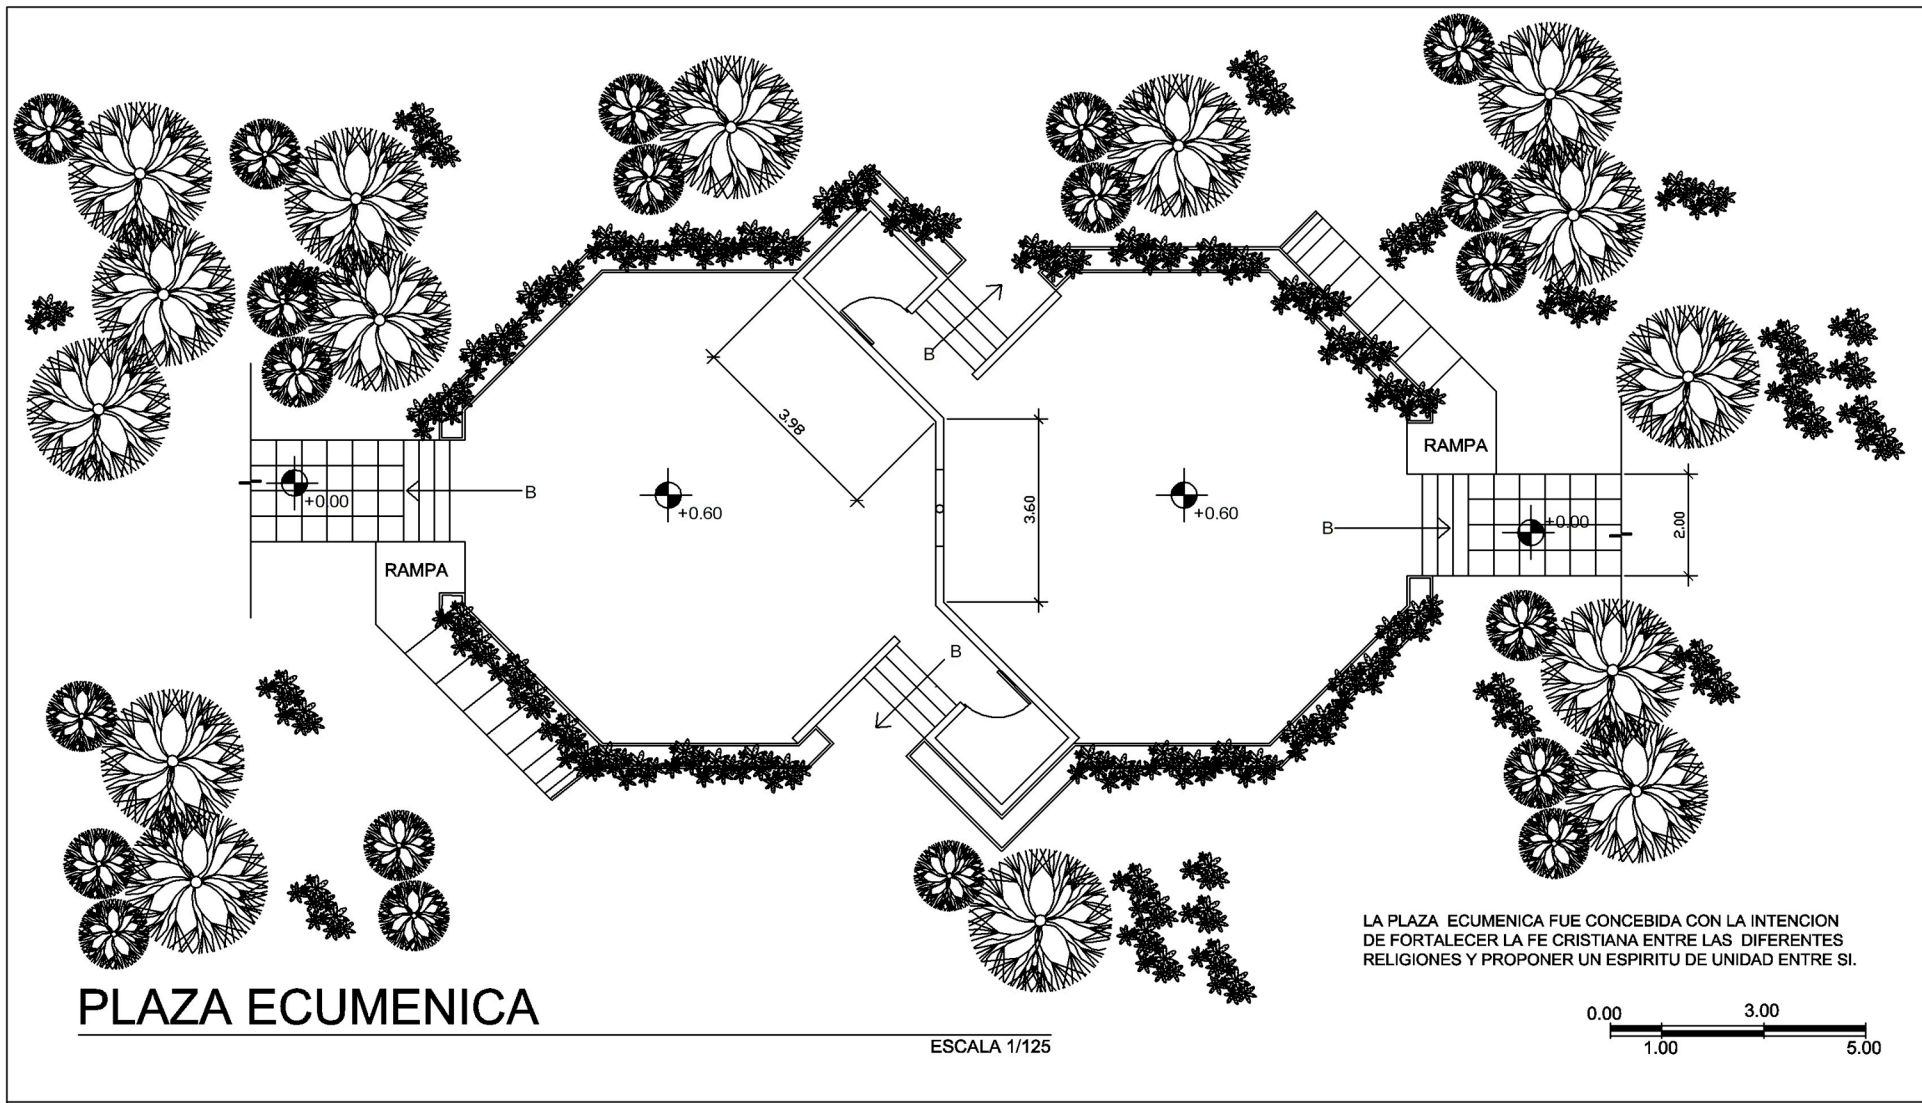 B
3.98
+0.00
B
+0.60
3.60
+0.60
RAMPA
B
+0.00
2.00
RAMPA
B
LA PLAZA ECUMENICA FUE CONCEBIDA CON LA INTENCION
DE FORTALECER LA FE CRISTIANA ENTRE LAS DIFERENTES
RELIGIONES Y PROPONER UN ESPIRITU DE UNIDAD ENTRE SI.
PLAZA ECUMENICA
ESCALA 1/125
0.00 3.00
1.00 5.00